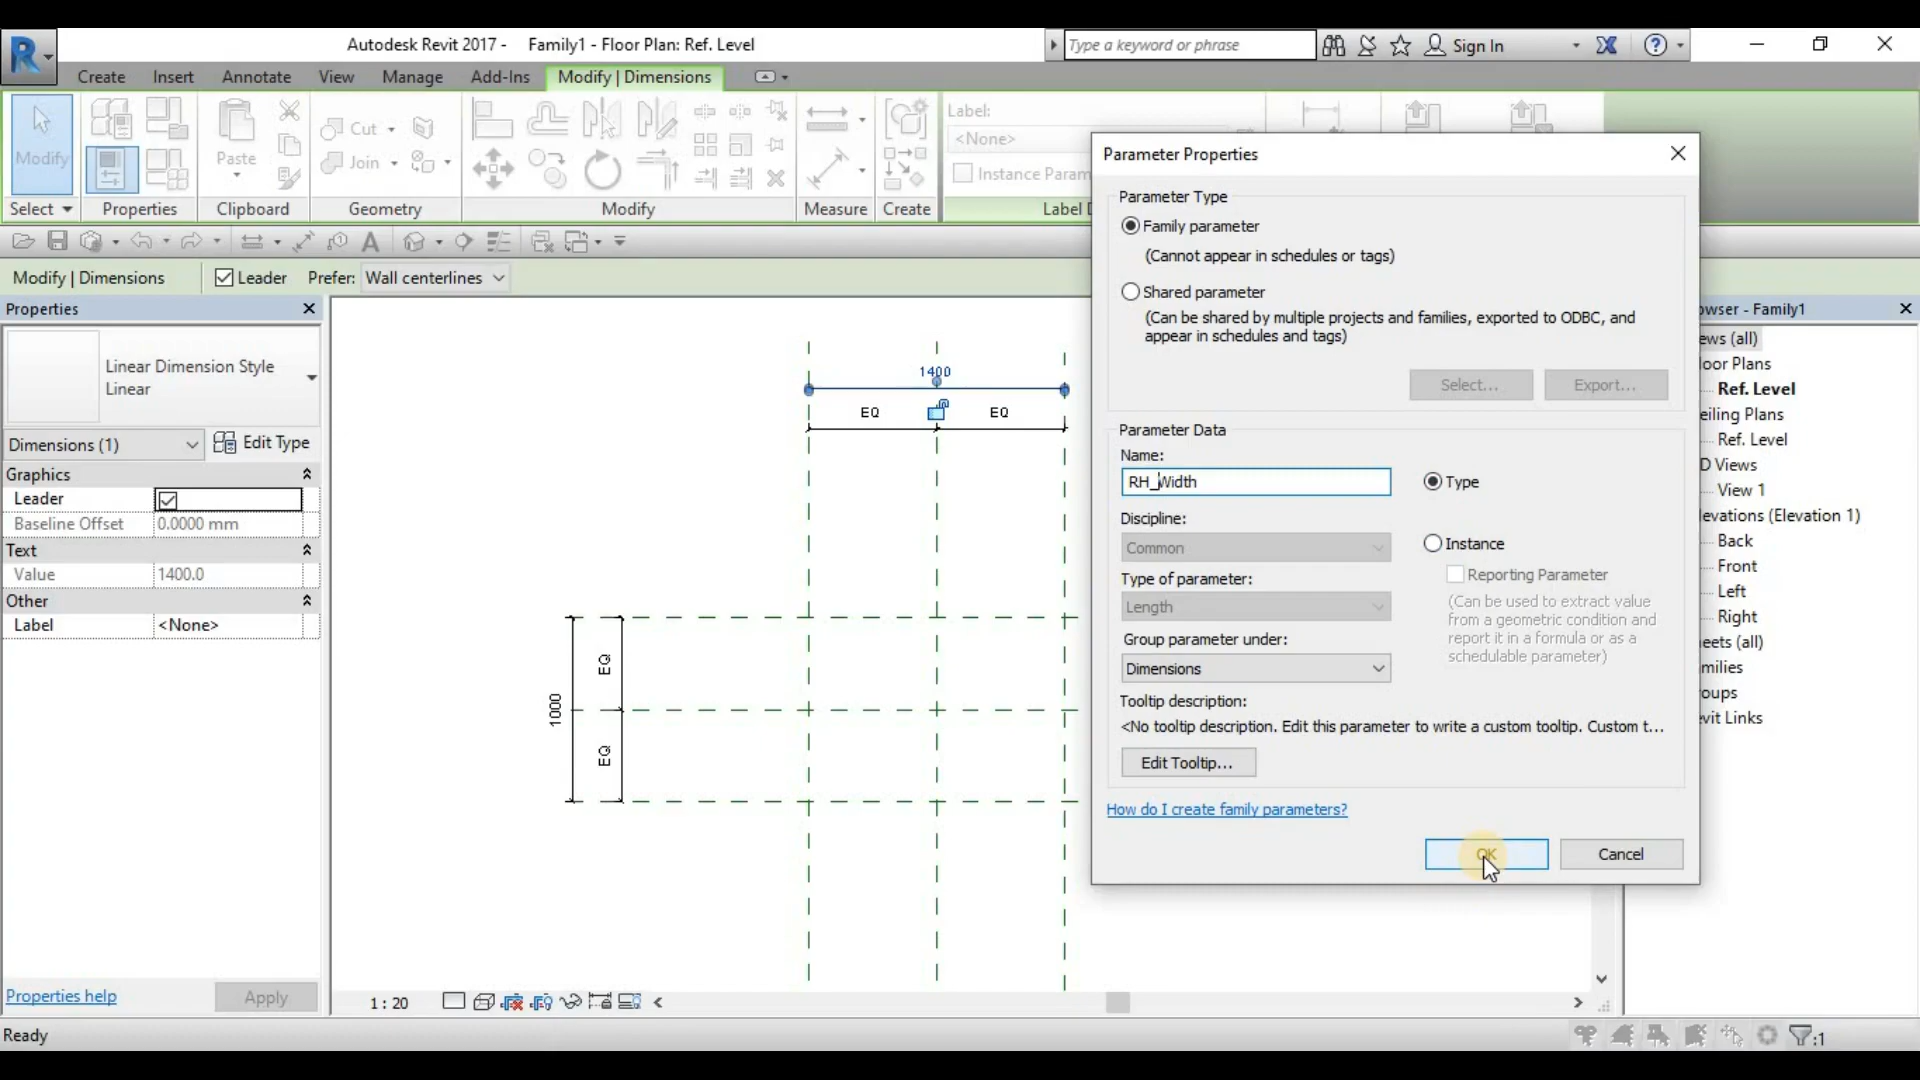 Autodesk Revit 2017 - Family1 - Floor Plan: Ref. Level
Type a keyword or phrase
Sign In
Create Insert Annotate View Manage Add-Ins Modify | Dimensions
Modify
Cut
Join
Paste
Label:
<None>
Instance Param
Select Properties Clipboard Geometry Modify Measure Create Label D
Modify | Dimensions
Leader
Prefer: Wall centerlines
Properties
Linear Dimension Style
Linear
Dimensions (1)
Edit Type
Graphics
Leader
Baseline Offset 0.0000 mm
Text
Value 1400.0
Other
Label <None>
Properties help
Apply
1400
EQ EQ
1000
EQ
EQ
1 : 20
Parameter Properties
Parameter Type
Family parameter
(Cannot appear in schedules or tags)
Shared parameter
(Can be shared by multiple projects and families, exported to ODBC, and
appear in schedules and tags)
Select...
Export...
Parameter Data
Name:
RH_Width
Type
Discipline:
Common
Instance
Type of parameter:
Reporting Parameter
Length
(Can be used to extract value
from a geometric condition and
report it in a formula or as a
schedulable parameter)
Group parameter under:
Dimensions
Tooltip description:
<No tooltip description. Edit this parameter to write a custom tooltip. Custom t...
Edit Tooltip...
How do I create family parameters?
OK
Cancel
owser - Family1
ews (all)
oor Plans
Ref. Level
eiling Plans
Ref. Level
D Views
View 1
levations (Elevation 1)
Back
Front
Left
Right
eets (all)
milies
oups
evit Links
Ready
:1